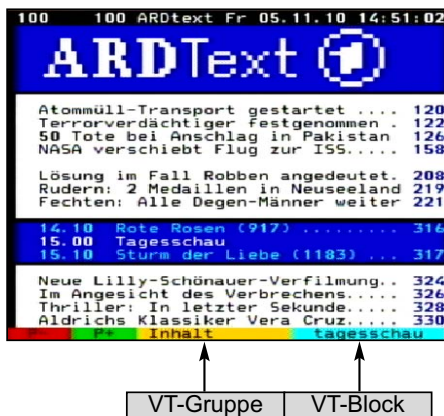 100 100 ARDtext Fr 05.11.10 14:51:02
ARDText 1
Atommüll-Transport gestartet .... 120
Terrorverdächtiger festgenommen . 122
50 Tote bei Anschlag in Pakistan 126
NASA verschiebt Flug zur ISS..... 158
Lösung im Fall Robben angedeutet. 208
Rudern: 2 Medaillen in Neuseeland 219
Fechten: Alle Degen-Männer weiter 221
14.10 Rote Rosen (917) ......... 316
15.00 Tagesschau
15.10 Sturm der Liebe (1183) .... 317
Neue Lilly-Schönauer-Verfilmung.. 324
Im Angesicht des Verbrechens..... 326
Thriller: In letzter Sekunde..... 328
Aldrichs Klassiker Vera Cruz..... 330
P- P+ Inhalt tagesschau
VT-Gruppe VT-Block